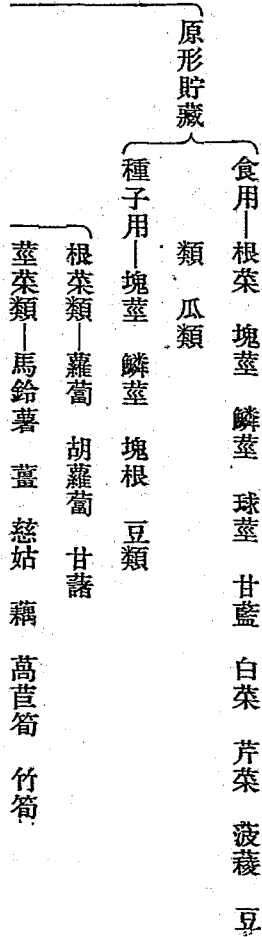 原形貯藏
食用—根菜 塊莖 鱗莖 球莖 甘藍 白菜 芹菜 菠薐 豆
類 瓜類
種子用—塊莖 鱗莖 塊根 豆類
根菜類—蘿蔔 胡蘿蔔 甘藷
莖菜類—馬鈴薯 薑 慈姑 藕 萵苣筍 竹筍